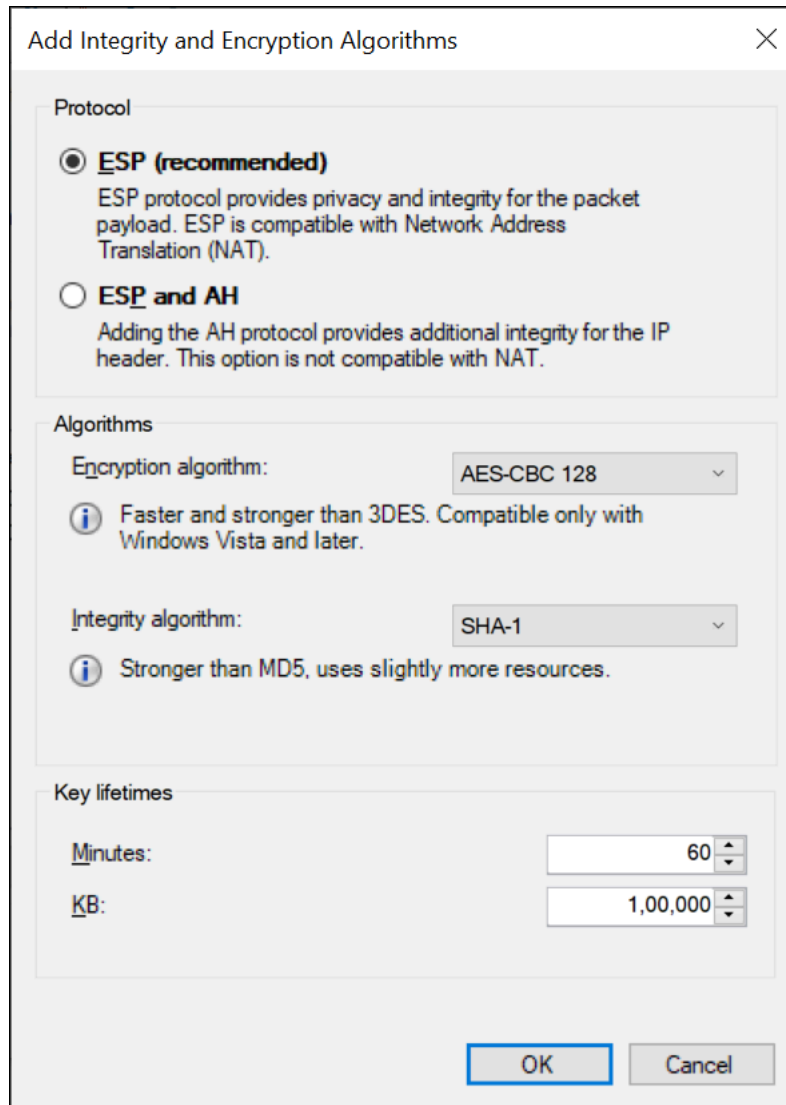 Add Integrity and Encryption Algorithms
Protocol
ESP (recommended)
ESP protocol provides privacy and integrity for the packet
payload. ESP is compatible with Network Address
Translation (NAT).
ESP and AH
Adding the AH protocol provides additional integrity for the IP
header. This option is not compatible with NAT.
Algorithms
Encryption algorithm: AES-CBC 128
Faster and stronger than 3DES. Compatible only with
Windows Vista and later.
Integrity algorithm: SHA-1
Stronger than MD5, uses slightly more resources.
Key lifetimes
Minutes: 60
KB: 1,00,000
OK Cancel